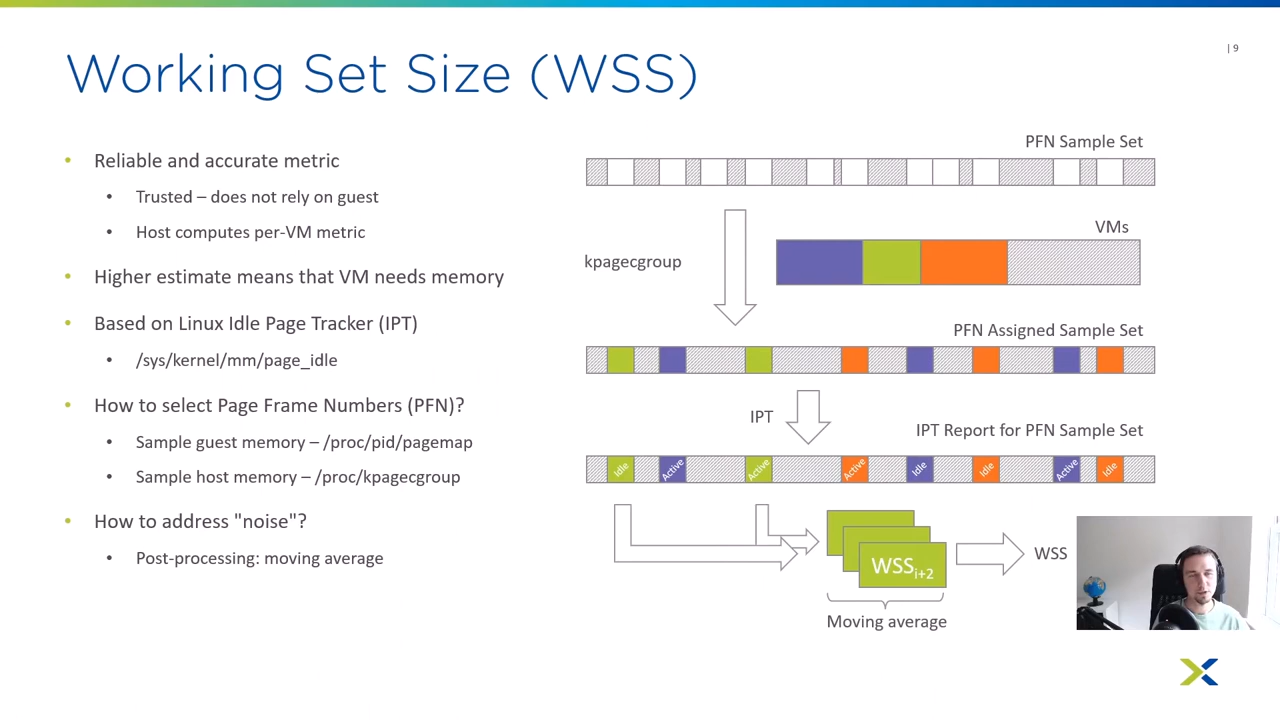 | 9
Working Set Size (WSS)
• Reliable and accurate metric
• Trusted – does not rely on guest
• Host computes per-VM metric
• Higher estimate means that VM needs memory
• Based on Linux Idle Page Tracker (IPT)
• /sys/kernel/mm/page_idle
• How to select Page Frame Numbers (PFN)?
• Sample guest memory – /proc/pid/pagemap
• Sample host memory – /proc/kpagecgroup
• How to address "noise"?
• Post-processing: moving average
PFN Sample Set
VMs
kpagecgroup
PFN Assigned Sample Set
IPT
IPT Report for PFN Sample Set
Idle Active Active Active Idle Idle Active Idle
WSSi+2
WSS
Moving average